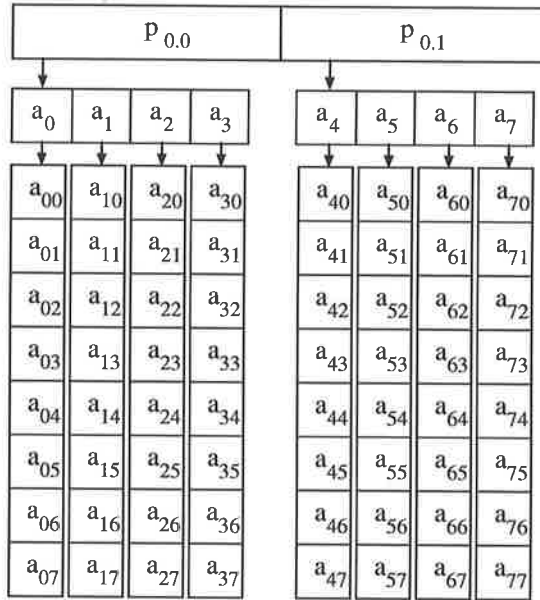 p 0.0 p 0.1
a0 a1 a2 a3 a4 a5 a6 a7
a00 a10 a20 a30 a40 a50 a60 a70
a01 a11 a21 a31 a41 a51 a61 a71
a02 a12 a22 a32 a42 a52 a62 a72
a03 a13 a23 a33 a43 a53 a63 a73
a04 a14 a24 a34 a44 a54 a64 a74
a05 a15 a25 a35 a45 a55 a65 a75
a06 a16 a26 a36 a46 a56 a66 a76
a07 a17 a27 a37 a47 a57 a67 a77